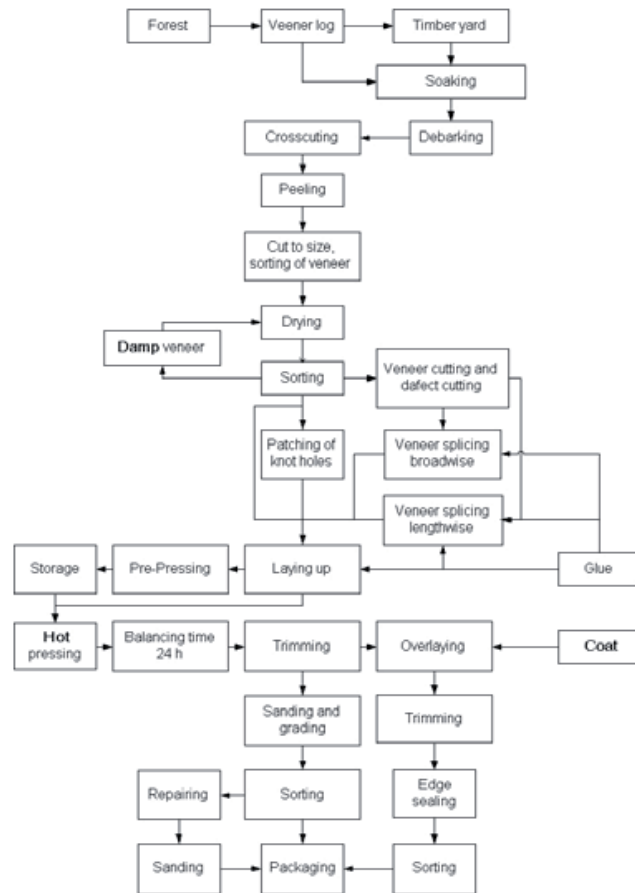 Forest
Veener log
Timber yard
Soaking
Debarking
Crosscuting
Peeling
Cut to size,
sorting of veneer
Drying
Damp veneer
Sorting
Veneer cutting and
dafect cutting
Patching of
knot holes
Veneer splicing
broadwise
Veneer splicing
lengthwise
Storage
Pre-Pressing
Laying up
Glue
Hot
pressing
Balancing time
24 h
Trimming
Overlaying
Coat
Sanding and
grading
Trimming
Repairing
Sorting
Edge
sealing
Sanding
Packaging
Sorting